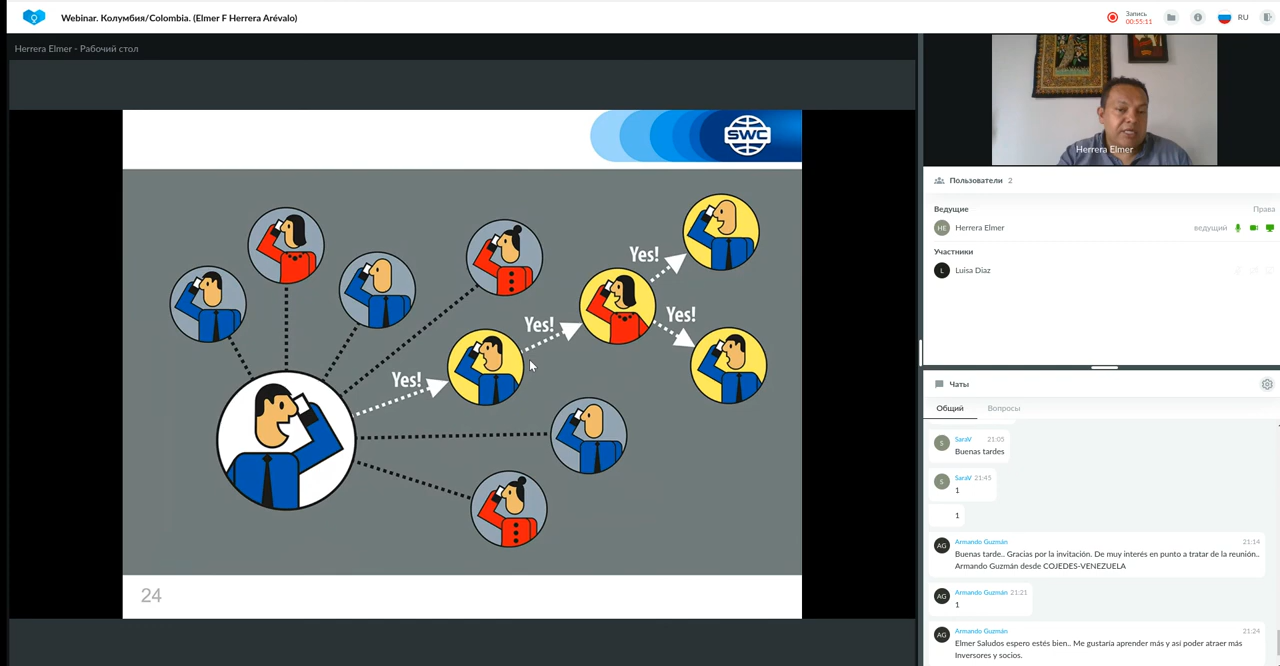 Webinar. Колумбия/Colombia. (Elmer F Herrera Arévalo)
Запись
00:55:11
RU
Herrera Elmer - Рабочий стол
SWC
Yes!
Yes!
Yes!
Yes!
24
Herrera Elmer
Пользователи 2
Ведущие Права
HE Herrera Elmer ведущий
Участники
L Luisa Diaz
Чаты
Общий Вопросы
S SaraV 21:05
Buenas tardes
S SaraV 21:45
1
1
AG Armando Guzmán 21:14
Buenas tarde.. Gracias por la invitación. De muy interés en punto a tratar de la reunión..
Armando Guzmán desde COJEDES-VENEZUELA
AG Armando Guzmán 21:21
1
AG Armando Guzmán 21:24
Elmer Saludos espero estés bien.. Me gustaría aprender más y así poder atraer más
Inversores y socios.